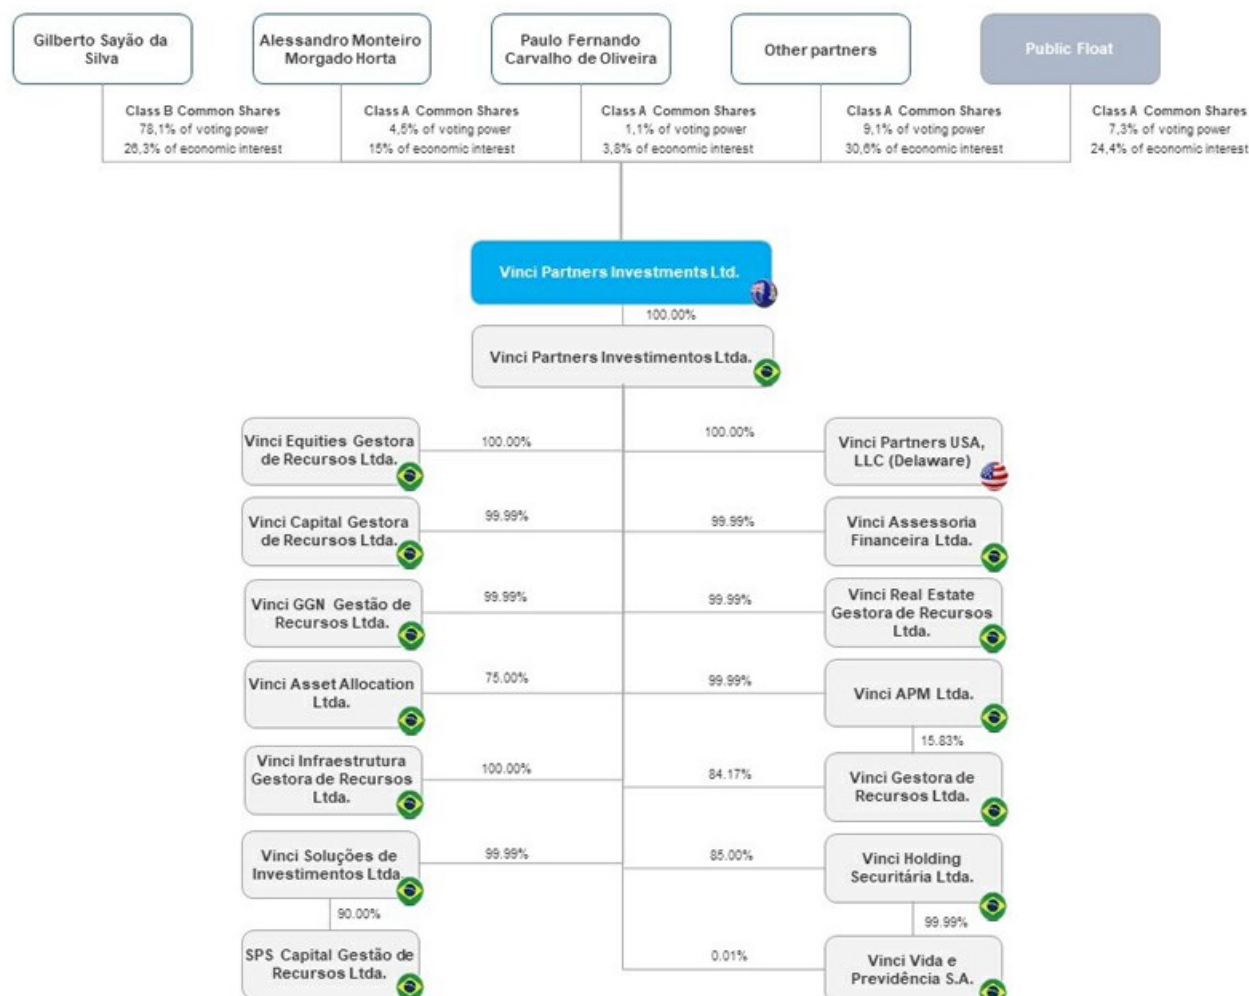 Gilberto Sayão da
Silva
Alessandro Monteiro
Morgado Horta
Paulo Fernando
Carvalho de Oliveira
Other partners
Public Float
Class B Common Shares
78,1% of voting power
26,3% of economic interest
Class A Common Shares
4,5% of voting power
15% of economic interest
Class A Common Shares
1,1% of voting power
3,8% of economic interest
Class A Common Shares
9,1% of voting power
30,6% of economic interest
Class A Common Shares
7,3% of voting power
24,4% of economic interest
Vinci Partners Investments Ltd.
100.00%
Vinci Partners Investimentos Ltda.
Vinci Equities Gestora
de Recursos Ltda.
100.00%
100.00%
Vinci Partners USA,
LLC (Delaware)
Vinci Capital Gestora
de Recursos Ltda.
99.99%
99.99%
Vinci Assessoria
Financeira Ltda.
Vinci GGN Gestão de
Recursos Ltda.
99.99%
99.99%
Vinci Real Estate
Gestora de Recursos
Ltda.
Vinci Asset Allocation
Ltda.
75.00%
99.99%
Vinci APM Ltda.
15.83%
Vinci Infraestrutura
Gestora de Recursos
Ltda.
100.00%
84.17%
Vinci Gestora de
Recursos Ltda.
Vinci Soluções de
Investimentos Ltda.
99.99%
85.00%
Vinci Holding
Securitária Ltda.
90.00%
99.99%
SPS Capital Gestão de
Recursos Ltda.
0.01%
Vinci Vida e
Previdência S.A.